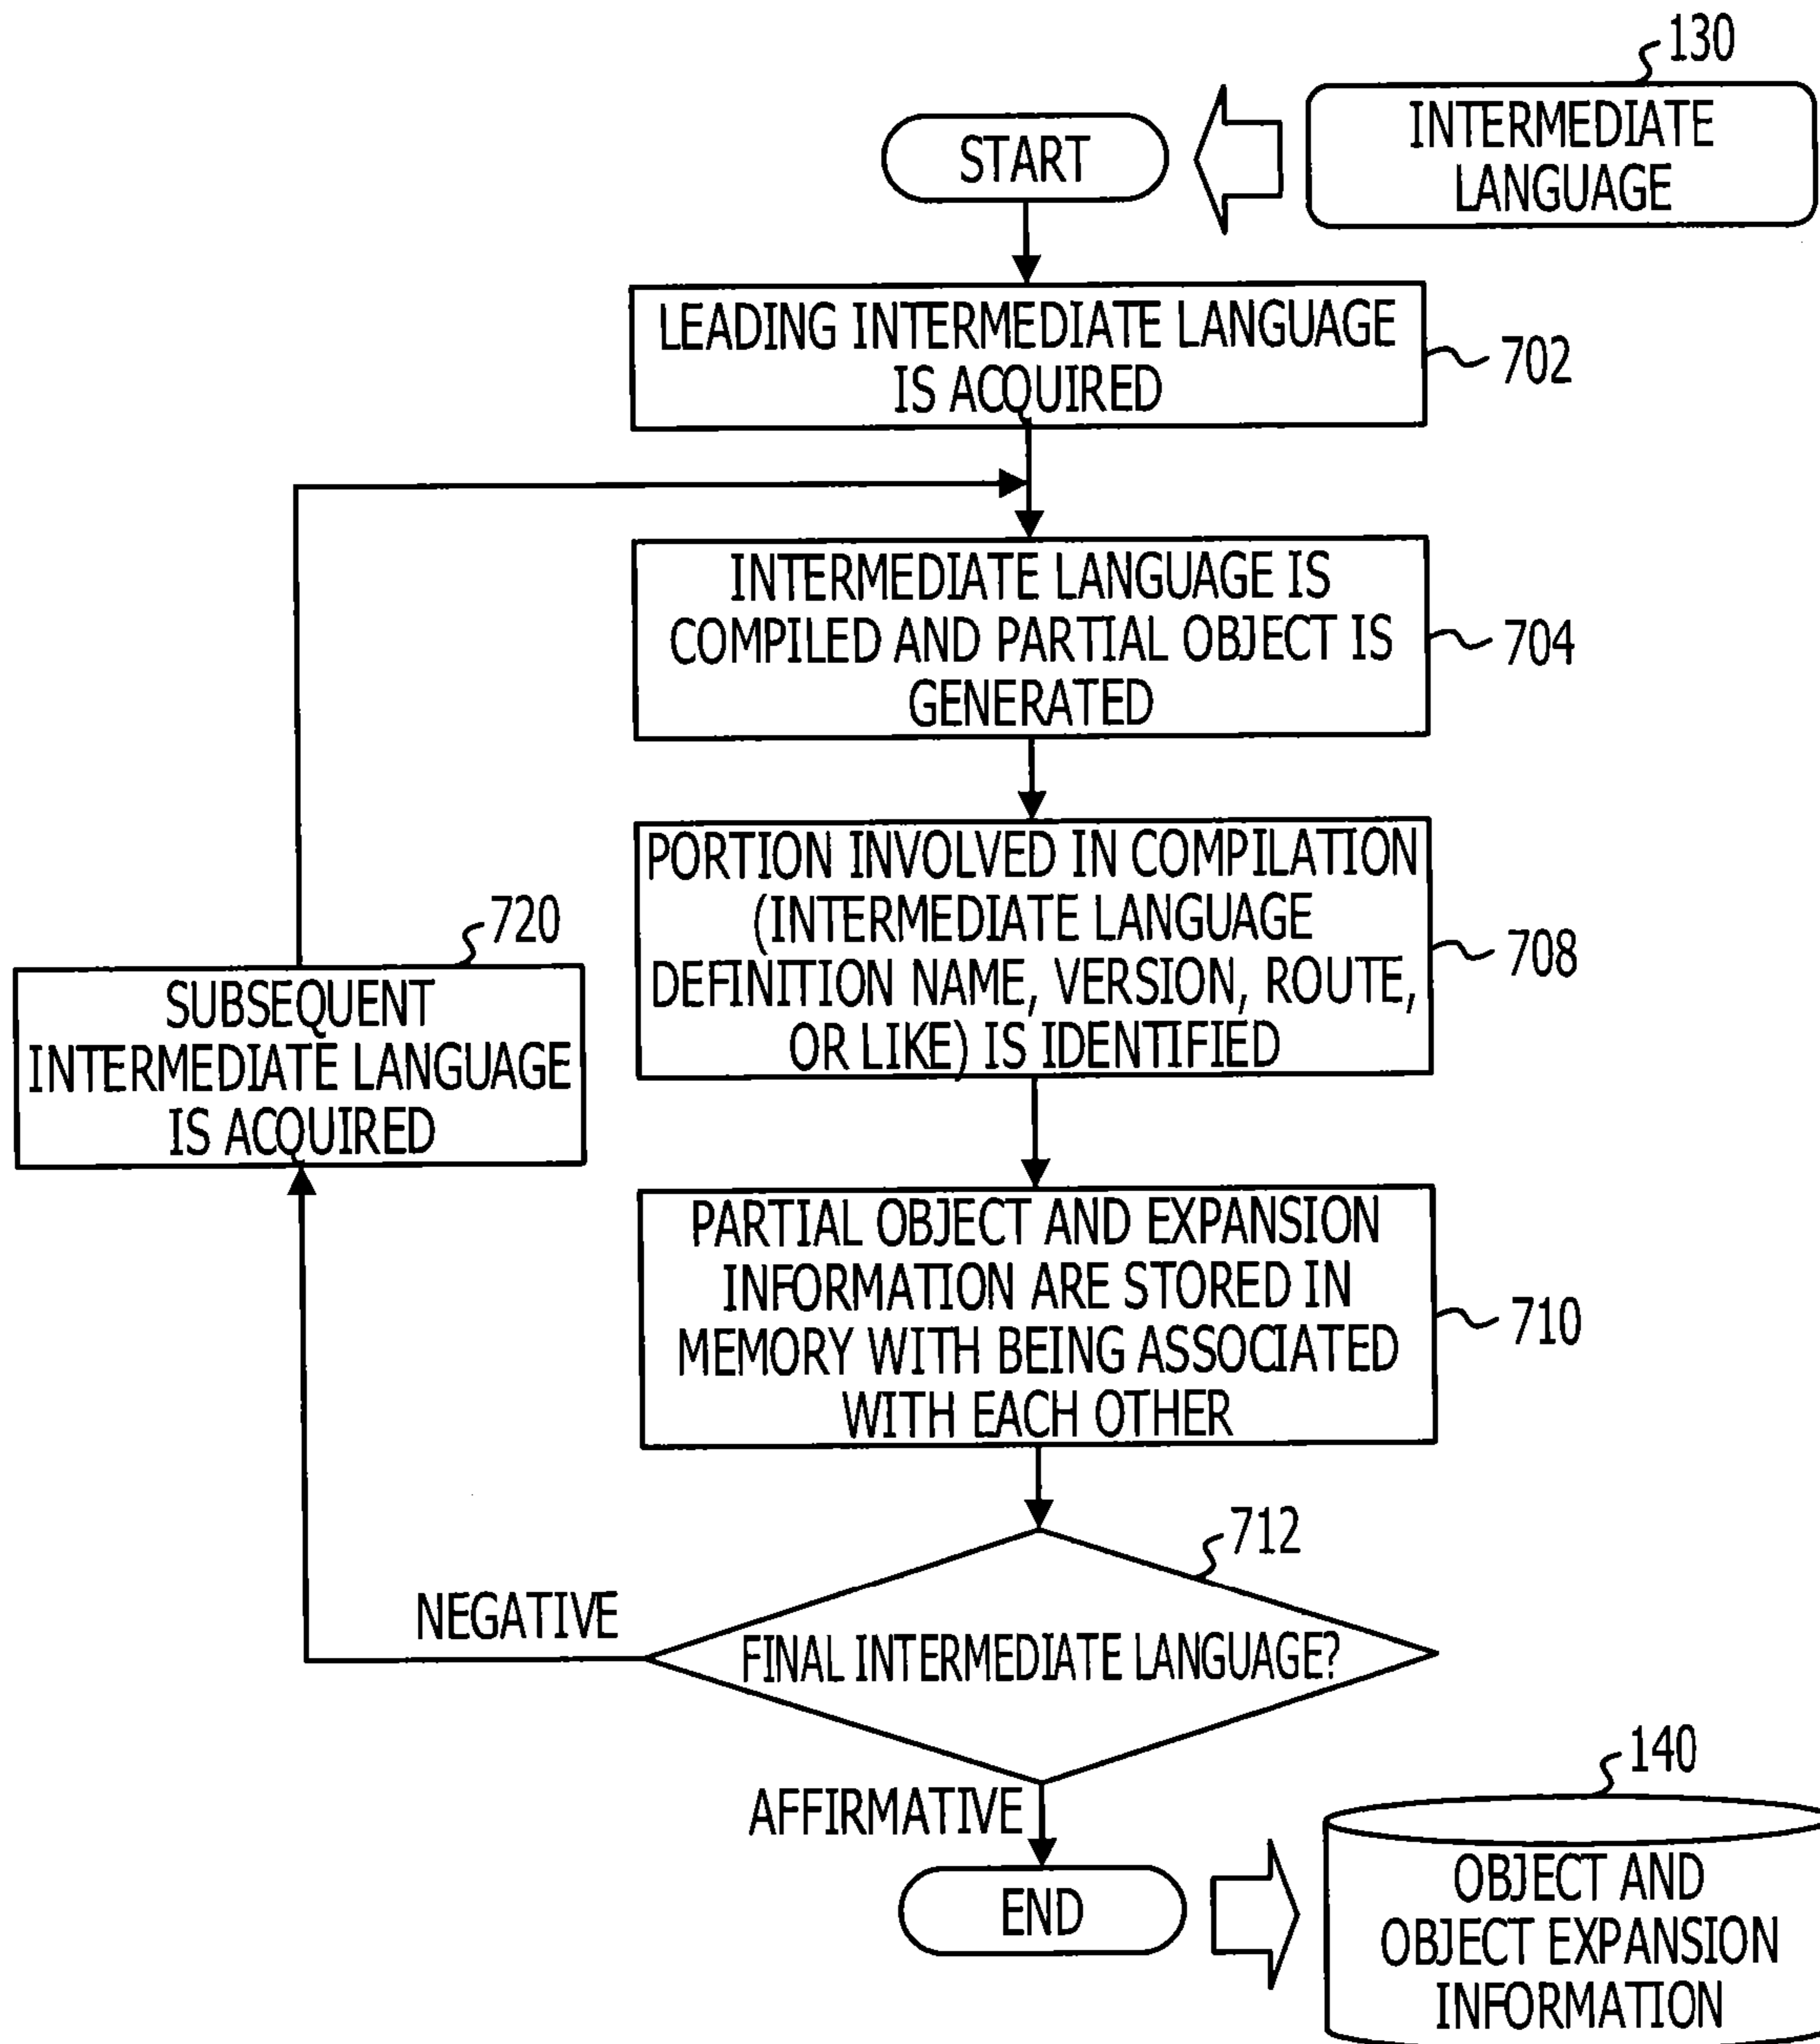 130
INTERMEDIATE
LANGUAGE
START
LEADING INTERMEDIATE LANGUAGE
IS ACQUIRED
702
INTERMEDIATE LANGUAGE IS
COMPILED AND PARTIAL OBJECT IS
GENERATED
704
PORTION INVOLVED IN COMPILATION
(INTERMEDIATE LANGUAGE
DEFINITION NAME, VERSION, ROUTE,
OR LIKE) IS IDENTIFIED
708
720
SUBSEQUENT
INTERMEDIATE LANGUAGE
IS ACQUIRED
PARTIAL OBJECT AND EXPANSION
INFORMATION ARE STORED IN
MEMORY WITH BEING ASSOCIATED
WITH EACH OTHER
710
712
NEGATIVE
FINAL INTERMEDIATE LANGUAGE?
AFFIRMATIVE
END
140
OBJECT AND
OBJECT EXPANSION
INFORMATION